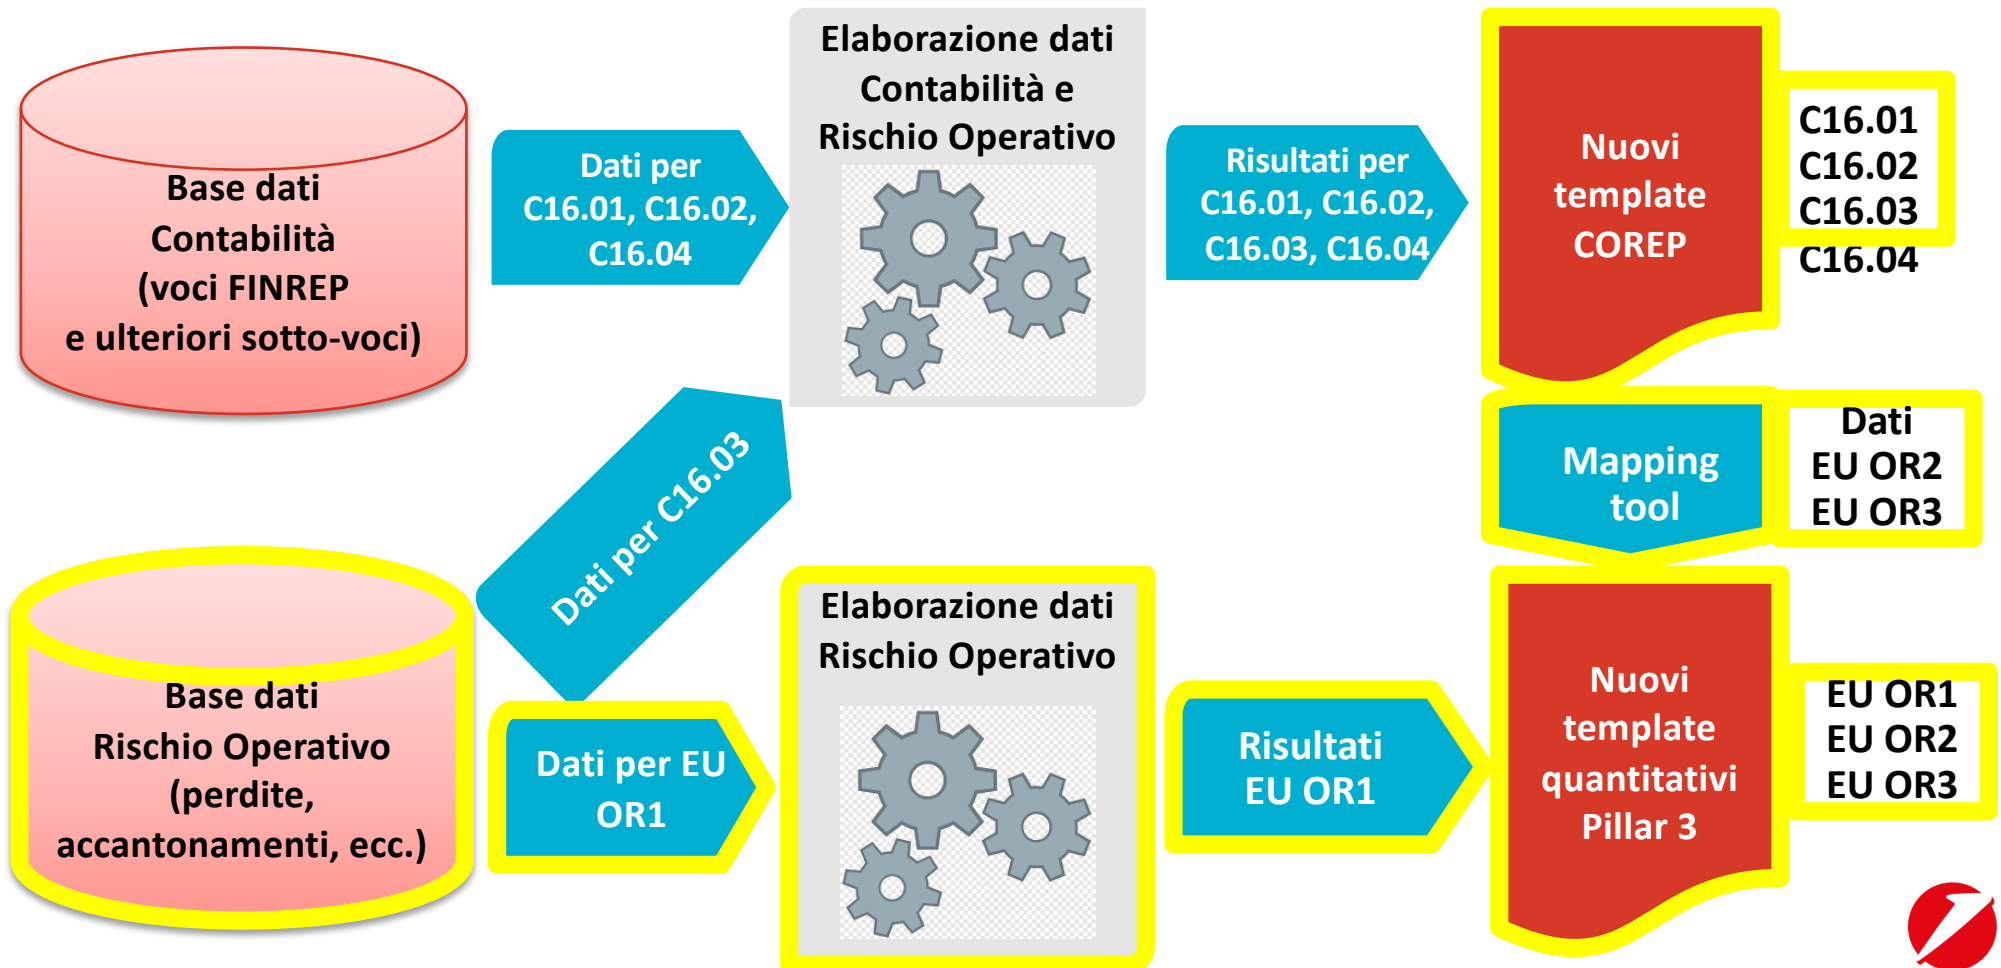 Base dati
Contabilità
(voci FINREP
e ulteriori sotto-voci)
Dati per
C16.01, C16.02,
C16.04
Elaborazione dati
Contabilità e
Rischio Operativo
Risultati per
C16.01, C16.02,
C16.03, C16.04
Nuovi
template
COREP
C16.01
C16.02
C16.03
C16.04
Dati per C16.03
Mapping
tool
Dati
EU OR2
EU OR3
Base dati
Rischio Operativo
(perdite,
accantonamenti, ecc.)
Dati per EU
OR1
Elaborazione dati
Rischio Operativo
Risultati
EU OR1
Nuovi
template
quantitativi
Pillar 3
EU OR1
EU OR2
EU OR3